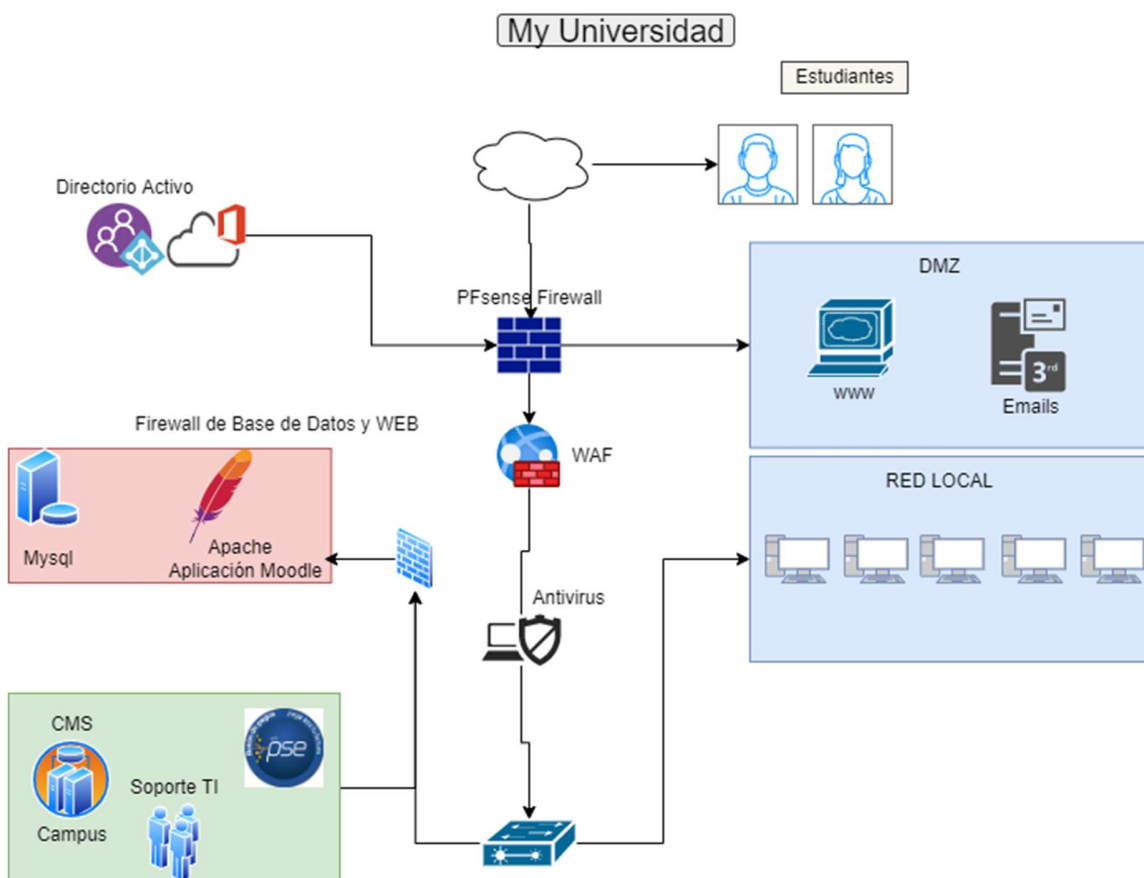 My Universidad
Estudiantes
Directorio Activo
PFsense Firewall
DMZ
www
3rd
Emails
Firewall de Base de Datos y WEB
WAF
RED LOCAL
Mysql
Apache
Aplicación Moodle
Antivirus
CMS
Campus
Soporte TI
pse